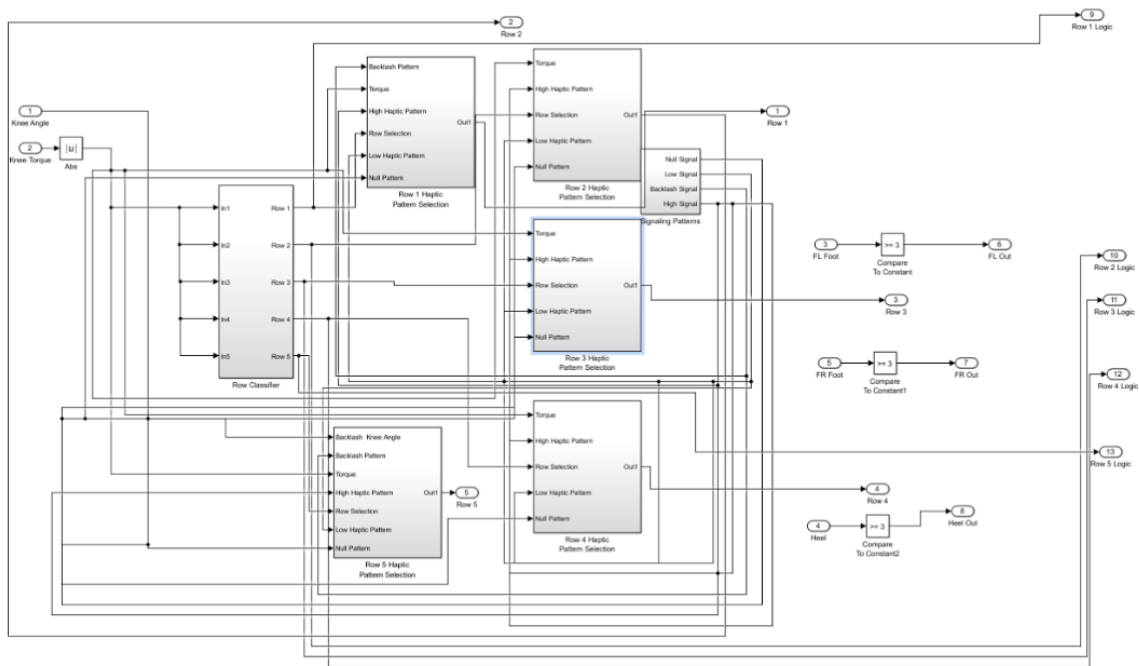 2
Row 2
9
Row 1 Logic
1
Knee Angle
2
Knee Torque
|u|
Abs
Backlash Pattern
Torque
High Haptic Pattern
Row Selection
Low Haptic Pattern
Null Pattern
Out1
Row 1 Haptic
Pattern Selection
Torque
High Haptic Pattern
Row Selection
Low Haptic Pattern
Null Pattern
Out1
Row 2 Haptic
Pattern Selection
1
Row 1
Null Signal
Low Signal
Backlash Signal
High Signal
Signaling Patterns
In1
In2
In3
In4
In5
Row 1
Row 2
Row 3
Row 4
Row 5
Row Classifier
Torque
High Haptic Pattern
Row Selection
Low Haptic Pattern
Null Pattern
Out1
Row 3 Haptic
Pattern Selection
3
Row 3
3
FL Foot
>= 3
Compare
To Constant
6
FL Out
10
Row 2 Logic
11
Row 3 Logic
5
FR Foot
>= 3
Compare
To Constant1
7
FR Out
12
Row 4 Logic
13
Row 5 Logic
Backlash Knee Angle
Backlash Pattern
Torque
High Haptic Pattern
Row Selection
Low Haptic Pattern
Null Pattern
Out1
Row 5 Haptic
Pattern Selection
5
Row 5
Torque
High Haptic Pattern
Row Selection
Low Haptic Pattern
Null Pattern
Out1
Row 4 Haptic
Pattern Selection
4
Row 4
4
Heel
>= 3
Compare
To Constant2
8
Heel Out